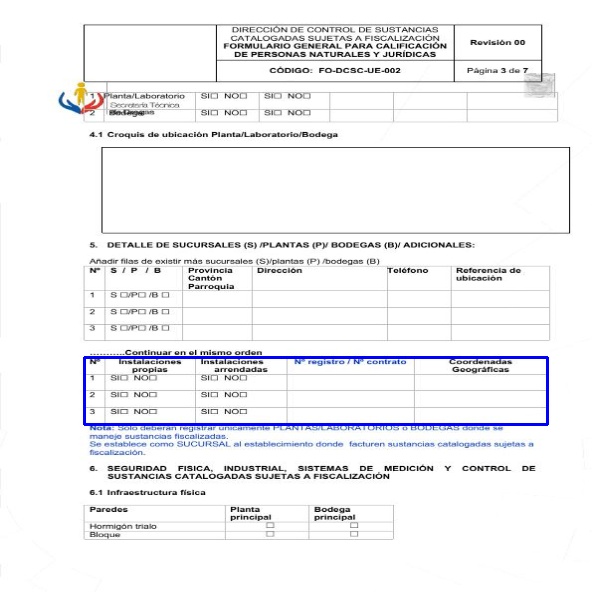 DIRECCIÓN DE CONTROL DE SUSTANCIAS
CATALOGADAS SUJETAS A FISCALIZACIÓN
FORMULARIO GENERAL PARA CALIFICACIÓN
DE PERSONAS NATURALES Y JURÍDICAS
Revisión 00
CÓDIGO: FO-DCSC-UE-002
Página 3 de 7
1 Planta/Laboratorio SI☐ NO☐ SI☐ NO☐
Secretaría Técnica
de Drogas
2 Bodega SI☐ NO☐ SI☐ NO☐
4.1 Croquis de ubicación Planta/Laboratorio/Bodega
5. DETALLE DE SUCURSALES (S) /PLANTAS (P)/ BODEGAS (B)/ ADICIONALES:
Añadir filas de existir más sucursales (S)/plantas (P) /bodegas (B)
Nº S / P / B Provincia Dirección Teléfono Referencia de
Cantón ubicación
Parroquia
1 S ☐/P☐ /B ☐
2 S ☐/P☐ /B ☐
3 S ☐/P☐ /B ☐
………..Continuar en el mismo orden
Nº Instalaciones Instalaciones Nº registro / Nº contrato Coordenadas
propias arrendadas Geográficas
1 SI☐ NO☐ SI☐ NO☐
2 SI☐ NO☐ SI☐ NO☐
3 SI☐ NO☐ SI☐ NO☐
Nota: Sólo deberán registrar únicamente PLANTAS/LABORATORIOS o BODEGAS donde se
maneje sustancias fiscalizadas.
Se establece como SUCURSAL al establecimiento donde facturen sustancias catalogadas sujetas a
fiscalización.
6. SEGURIDAD FISICA, INDUSTRIAL, SISTEMAS DE MEDICIÓN Y CONTROL DE
SUSTANCIAS CATALOGADAS SUJETAS A FISCALIZACIÓN
6.1 Infraestructura física
Paredes Planta Bodega
principal principal
Hormigón trialo ☐ ☐
Bloque ☐ ☐